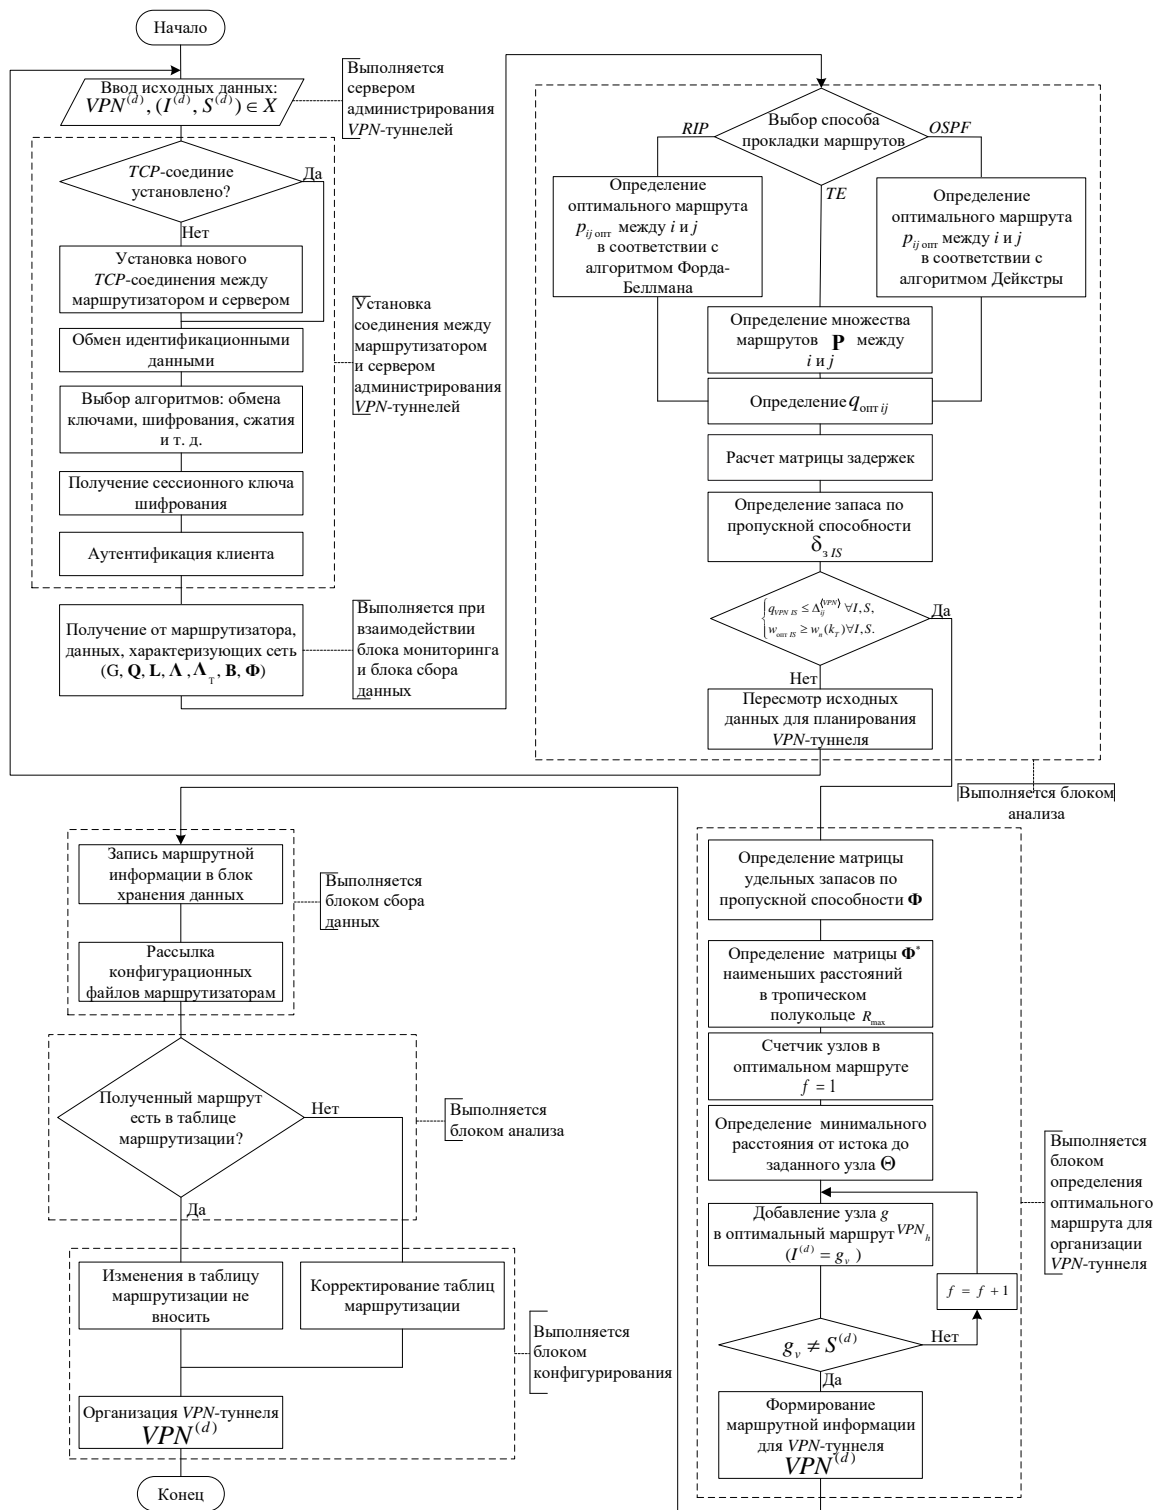 Начало
Ввод исходных данных:
VPN^(d), (I^(d), S^(d)) ∈ X
Выполняется
сервером
администрирования
VPN-туннелей
TCP-соединие
установлено?
Да
Нет
Установка нового
TCP-соединения между
маршрутизатором и сервером
Обмен идентификационными
данными
Выбор алгоритмов: обмена
ключами, шифрования, сжатия
и т. д.
Получение сессионного ключа
шифрования
Аутентификация клиента
Установка
соединения между
маршрутизатором
и сервером
администрирования
VPN-туннелей
Получение от маршрутизатора,
данных, характеризующих сеть
(G, Q, L, Λ, Λ_T, B, Φ)
Выполняется при
взаимодействии
блока мониторинга
и блока сбора
данных
Выбор способа
прокладки маршрутов
RIP
OSPF
TE
Определение
оптимального маршрута
p_ij опт между i и j
в соответствии с
алгоритмом Форда-
Беллмана
Определение
оптимального маршрута
p_ij опт между i и j
в соответствии с
алгоритмом Дейкстры
Определение множества
маршрутов P между
i и j
Определение q_опт ij
Расчет матрицы задержек
Определение запаса по
пропускной способности
δ_з IS
q_VPN IS ≤ Δ_ij^⟨VPN⟩ ∀I,S,
w_опт IS ≥ w_n(k_T)∀I,S.
Да
Нет
Пересмотр исходных
данных для планирования
VPN-туннеля
Выполняется блоком
анализа
Определение матрицы
удельных запасов по
пропускной способности Φ
Определение матрицы Φ*
наименьших расстояний
в тропическом
полукольце R_max
Счетчик узлов в
оптимальном маршруте
f = 1
Определение минимального
расстояния от истока до
заданного узла Θ
Добавление узла g
в оптимальный маршрут VPN_h
(I^(d) = g_v)
f = f + 1
g_v ≠ S^(d)
Нет
Да
Формирование
маршрутной информации
для VPN-туннеля
VPN^(d)
Выполняется
блоком
определения
оптимального
маршрута для
организации
VPN-туннеля
Запись маршрутной
информации в блок
хранения данных
Рассылка
конфигурационных
файлов маршрутизаторам
Выполняется
блоком сбора
данных
Полученный маршрут
есть в таблице
маршрутизации?
Нет
Да
Выполняется
блоком анализа
Изменения в таблицу
маршрутизации не
вносить
Корректирование таблиц
маршрутизации
Выполняется
блоком
конфигурирования
Организация VPN-туннеля
VPN^(d)
Конец